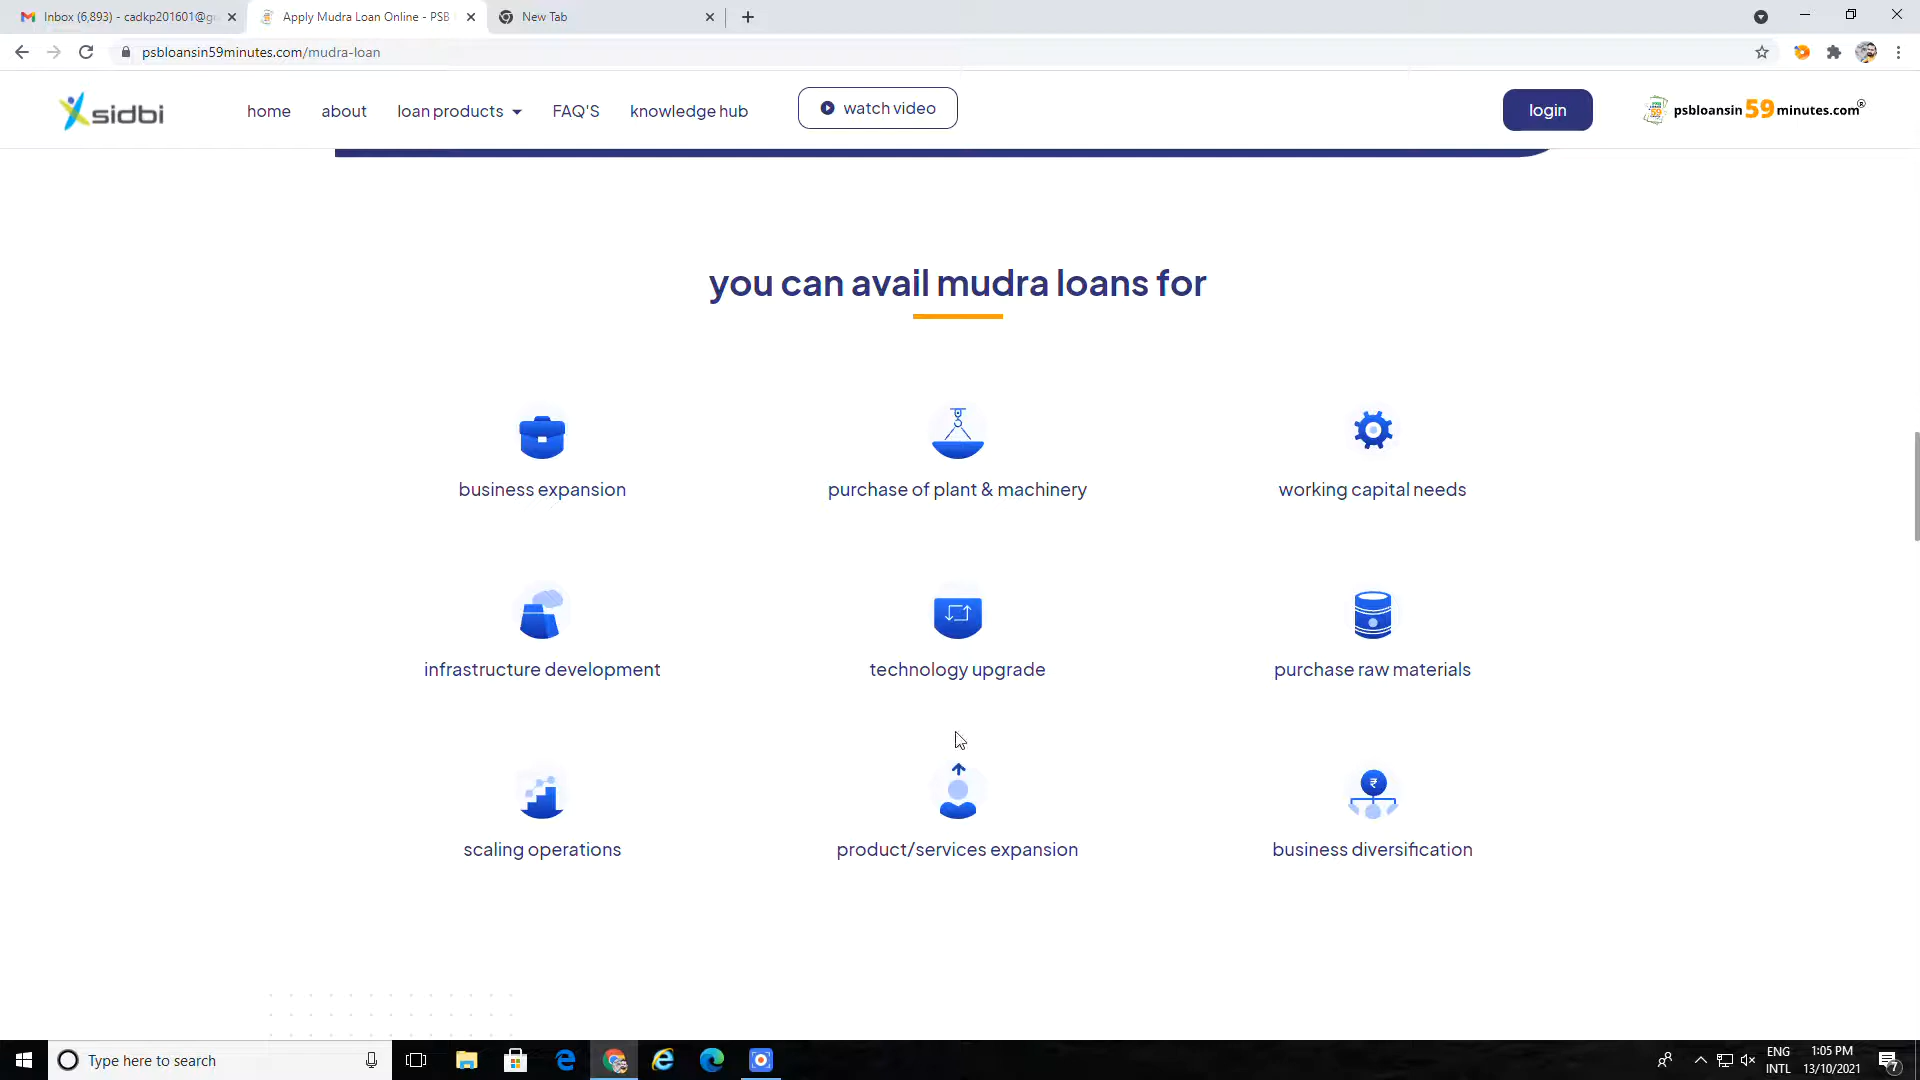 Inbox (6,893) - cadkp201601@g
Apply Mudra Loan Online - PSB
New Tab
psbloansin59minutes.com/mudra-loan
sidbi
home about loan products FAQ'S knowledge hub watch video login psbloansin59minutes.com®
you can avail mudra loans for
business expansion purchase of plant & machinery working capital needs
infrastructure development technology upgrade purchase raw materials
scaling operations product/services expansion business diversification
Type here to search
ENG 1:05 PM
INTL 13/10/2021
7